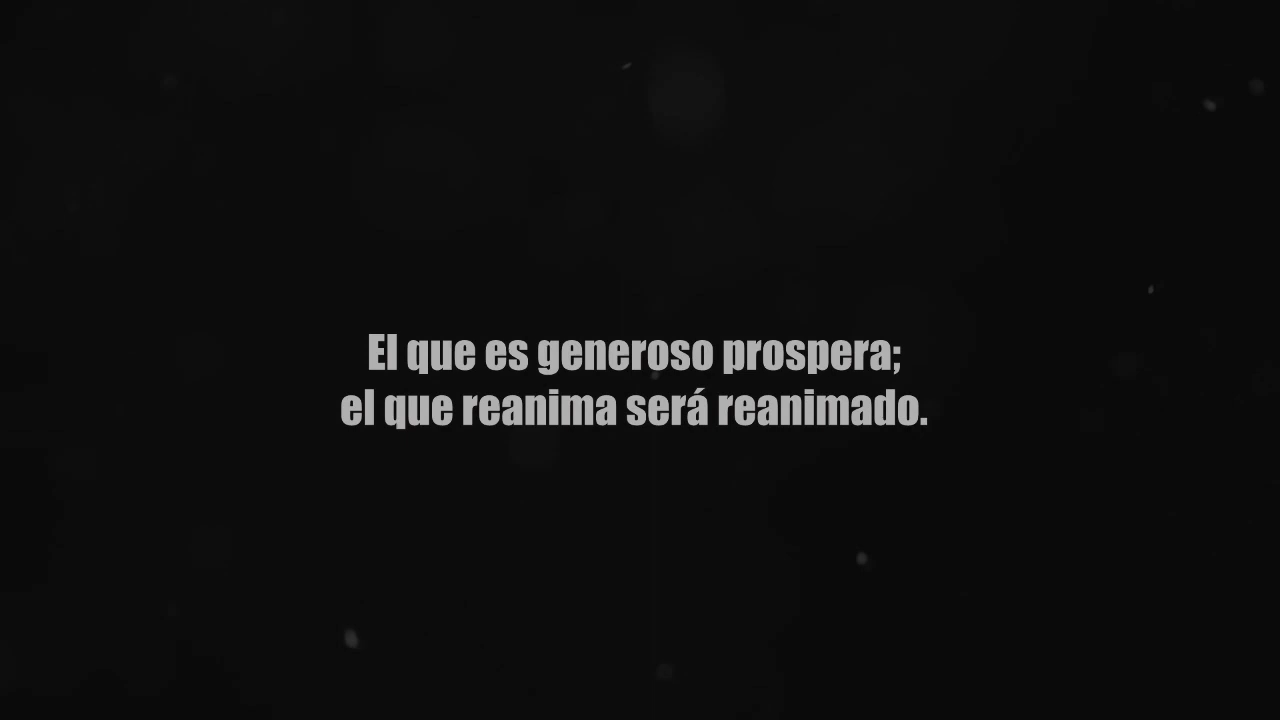 El que es generoso prospera;
el que reanima será reanimado.